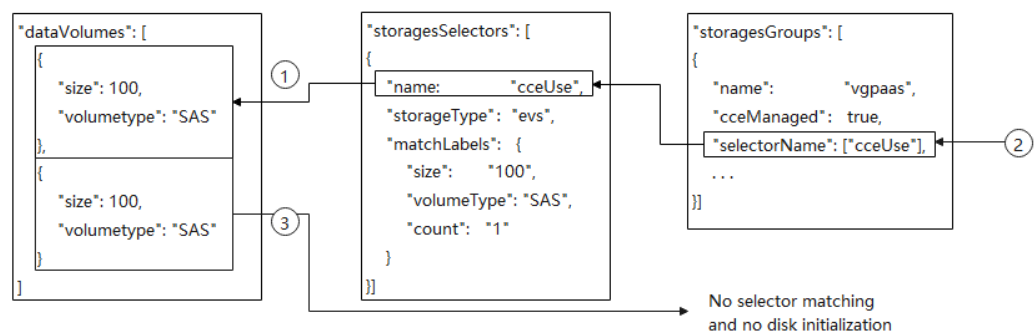 "dataVolumes": [
{
"size": 100,
"volumetype": "SAS"
},
{
"size": 100,
"volumetype": "SAS"
}
]
1
3
"storagesSelectors": [
{
"name: "cceUse",
"storageType": "evs",
"matchLabels": {
"size": "100",
"volumeType": "SAS",
"count": "1"
}
}]
"storagesGroups": [
{
"name": "vgpaas",
"cceManaged": true,
"selectorName": ["cceUse"],
...
}]
2
No selector matching
and no disk initialization